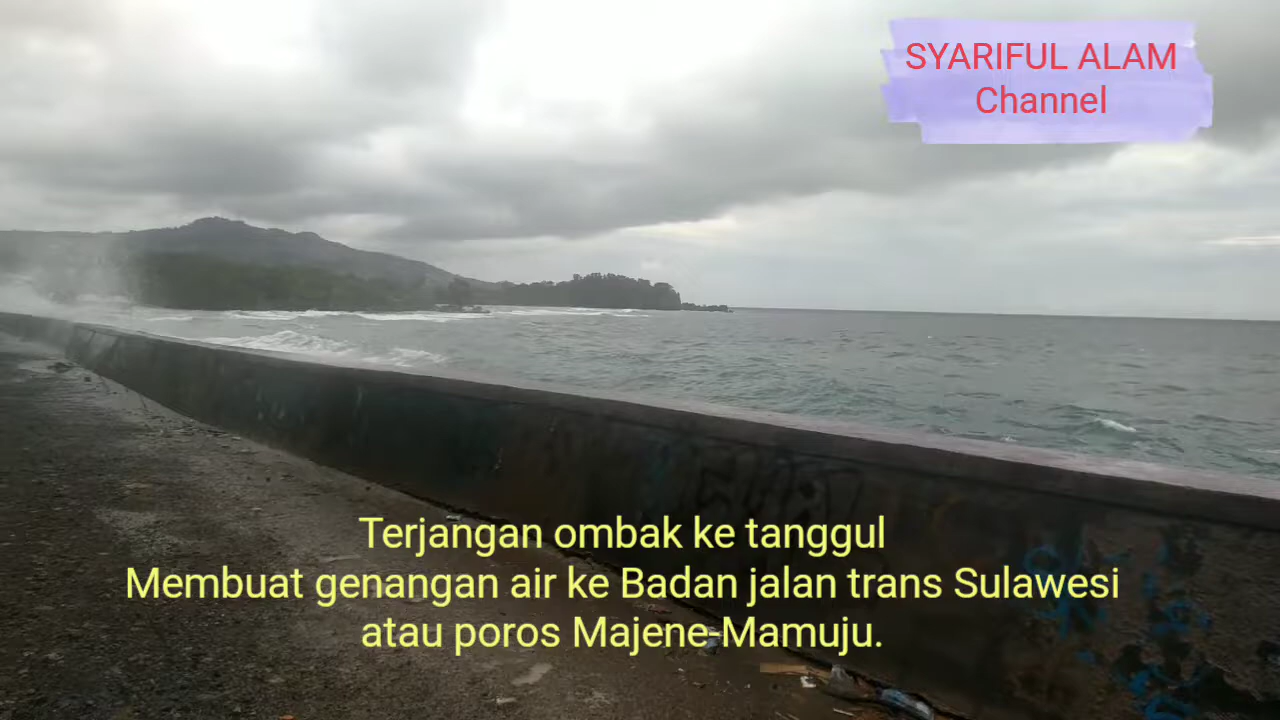 SYARIFUL ALAM
Channel
Terjangan ombak ke tanggul
Membuat genangan air ke Badan jalan trans Sulawesi
atau poros Majene-Mamuju.